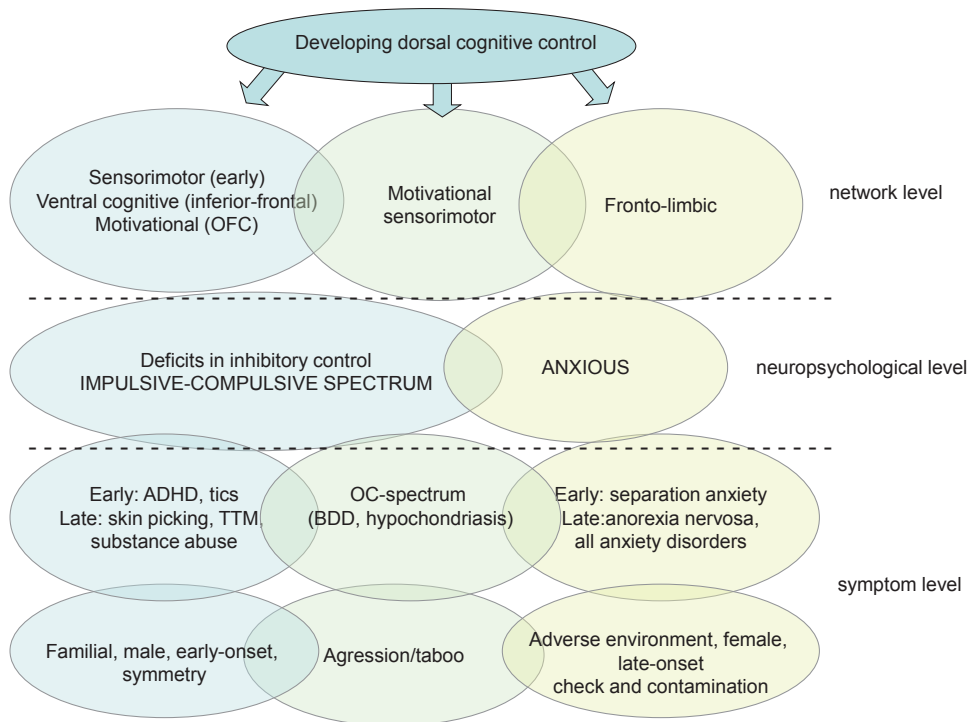 Developing dorsal cognitive control
Sensorimotor (early)
Ventral cognitive (inferior-frontal)
Motivational (OFC)
Motivational
sensorimotor
Fronto-limbic
network level
Deficits in inhibitory control
IMPULSIVE-COMPULSIVE SPECTRUM
ANXIOUS
neuropsychological level
Early: ADHD, tics
Late: skin picking, TTM,
substance abuse
OC-spectrum
(BDD, hypochondriasis)
Early: separation anxiety
Late:anorexia nervosa,
all anxiety disorders
symptom level
Familial, male, early-onset,
symmetry
Agression/taboo
Adverse environment, female,
late-onset
check and contamination